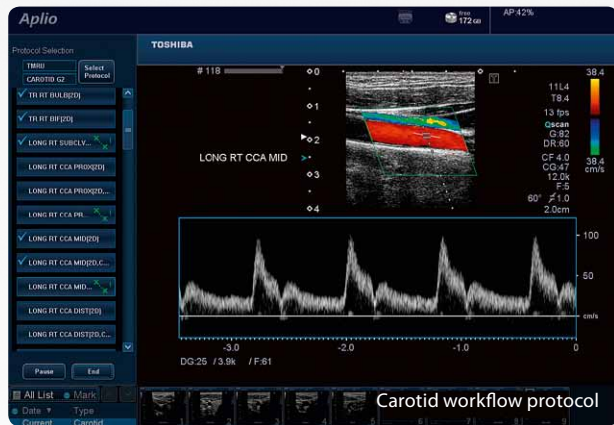 Aplio
free
172 GB
AP:42%
Protocol Selection
TMRU
CAROTID G2
Select
Protocol
TOSHIBA
# 118
TR RT BULB[2D]
TR RT BIF[2D]
LONG RT SUBCLV...
LONG RT CCA PROX[2D]
LONG RT CCA PROX[2D,...
LONG RT CCA PR...
LONG RT CCA MID[2D]
LONG RT CCA MID[2D,C...
LONG RT CCA MID...
LONG RT CCA DIST[2D]
LONG RT CCA DIST[2D,C...
Pause
End
All List
Mark
Date
Type
Current
Carotid
LONG RT CCA MID
0
1
2
3
4
T
11L4
T8.4
13 fps
Qscan
G:82
DR:60
CF 4.0
CG:47
12.0k
F:5
60°
1.0
2.0cm
38.4
38.4
cm/s
100
50
cm/s
-3.0
-2.0
-1.0
0
DG:25 / 3.9k / F:61
Carotid workflow protocol